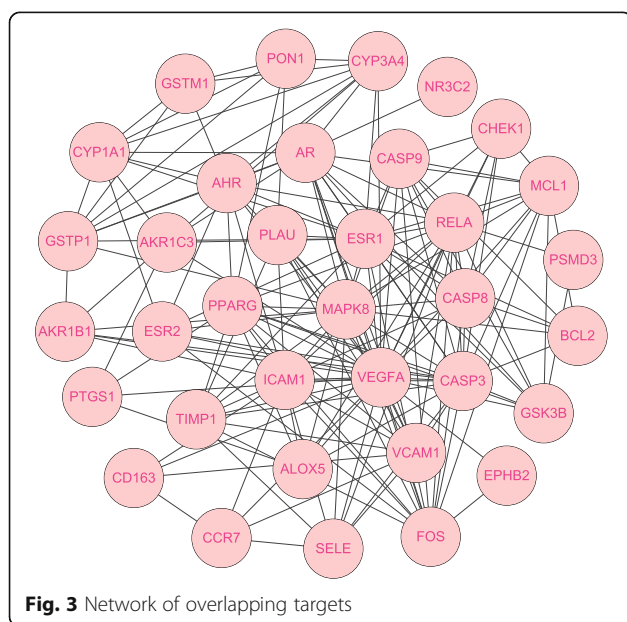 PON1
CYP3A4
GSTM1
NR3C2
CHEK1
CYP1A1
AR
CASP9
AHR
MCL1
RELA
PLAU
ESR1
GSTP1
AKR1C3
PSMD3
PPARG
MAPK8
CASP8
AKR1B1
ESR2
BCL2
ICAM1
VEGFA
CASP3
PTGS1
TIMP1
GSK3B
VCAM1
ALOX5
CD163
EPHB2
CCR7
SELE
FOS
Fig. 3 Network of overlapping targets